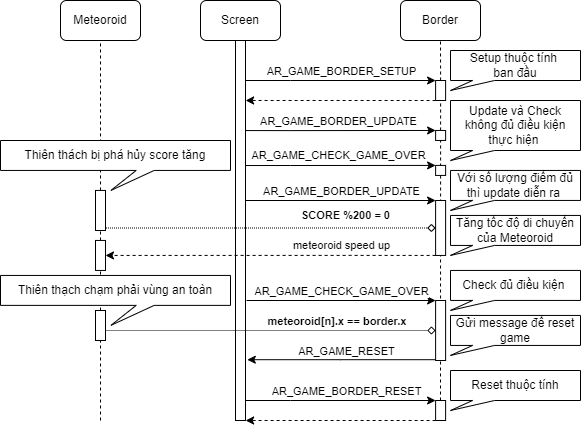 Meteoroid
Screen
Border
AR_GAME_BORDER_SETUP
Setup thuộc tính
ban đầu
AR_GAME_BORDER_UPDATE
Update và Check
không đủ điều kiện
thực hiện
Thiên thách bị phá hủy score tăng
AR_GAME_CHECK_GAME_OVER
AR_GAME_BORDER_UPDATE
Với số lượng điểm đủ
thì update diễn ra
SCORE %200 = 0
Tăng tốc độ di chuyển
của Meteoroid
meteoroid speed up
Thiên thạch chạm phải vùng an toàn
AR_GAME_CHECK_GAME_OVER
Check đủ điều kiện
meteoroid[n].x == border.x
Gửi message để reset
game
AR_GAME_RESET
AR_GAME_BORDER_RESET
Reset thuộc tính